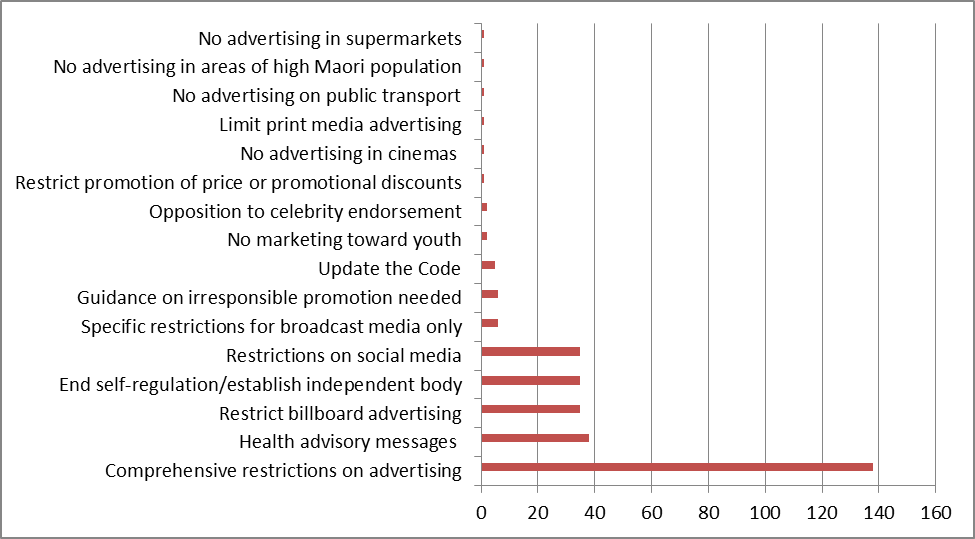 No advertising in supermarkets
No advertising in areas of high Maori population
No advertising on public transport
Limit print media advertising
No advertising in cinemas
Restrict promotion of price or promotional discounts
Opposition to celebrity endorsement
No marketing toward youth
Update the Code
Guidance on irresponsible promotion needed
Specific restrictions for broadcast media only
Restrictions on social media
End self-regulation/establish independent body
Restrict billboard advertising
Health advisory messages
Comprehensive restrictions on advertising
0 20 40 60 80 100 120 140 160